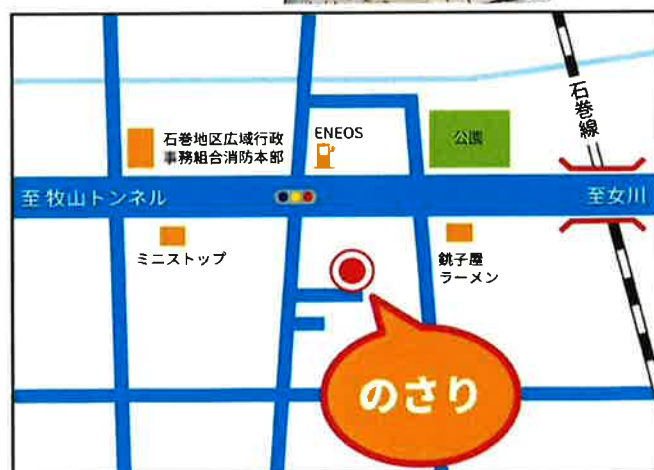 石巻線
石巻地区広域行政
事務組合消防本部
ENEOS
公園
至 牧山トンネル
至女川
ミニストップ
銚子屋
ラーメン
のさり